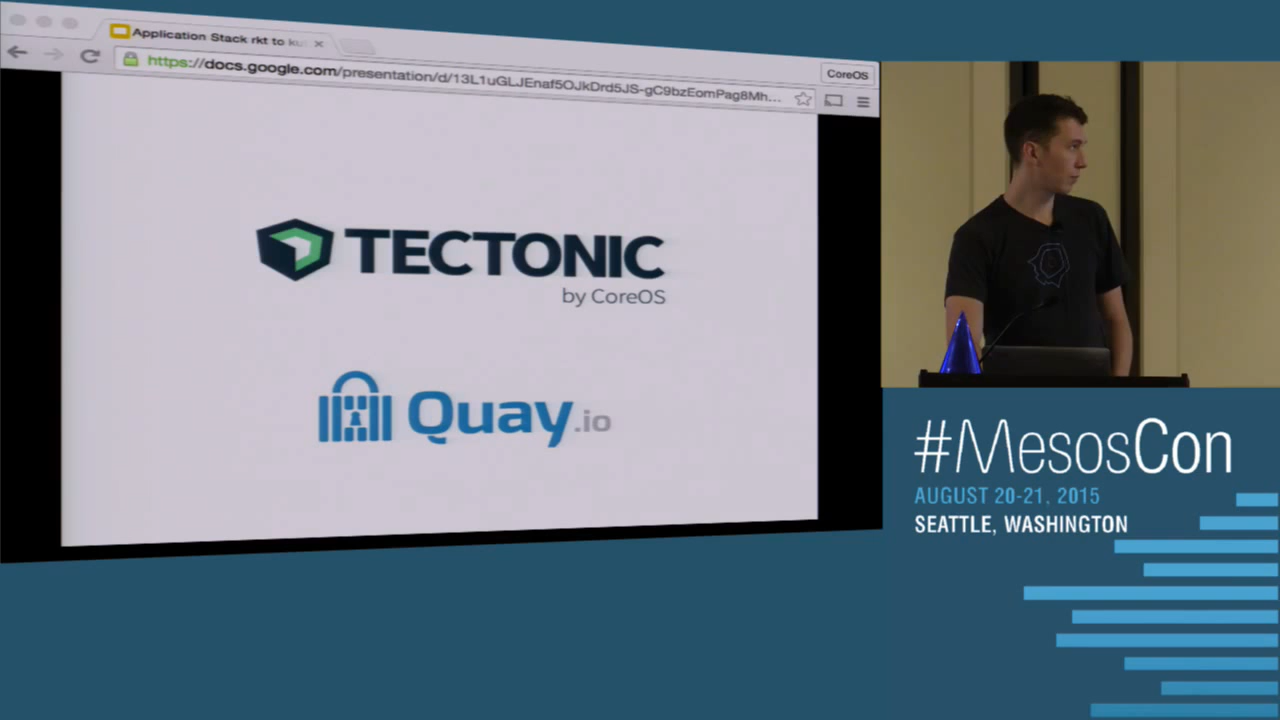 Application Stack rkt to ku
https://docs.google.com/presentation/d/13L1uGLJEnaf5OJkDrd5JS-gC9bzEomPag8Mh...
CoreOS
TECTONIC
by CoreOS
Quay.io
#MesosCon
AUGUST 20-21, 2015
SEATTLE, WASHINGTON